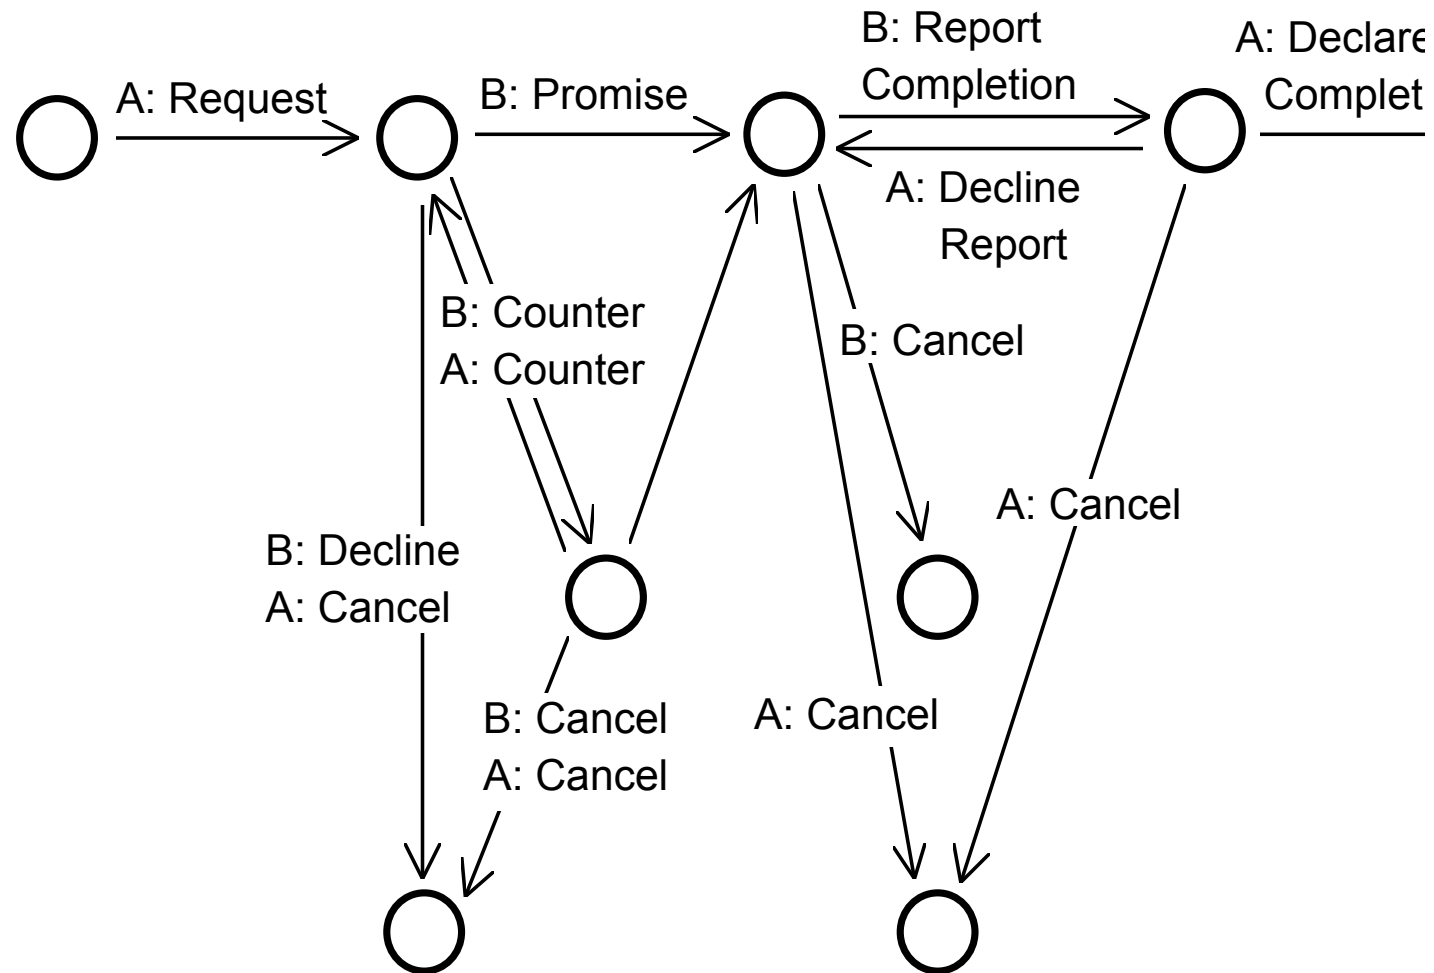 B: Report
Completion
A: Declare
Complet
A: Request
B: Promise
A: Decline
Report
B: Counter
A: Counter
B: Cancel
A: Cancel
B: Decline
A: Cancel
B: Cancel
A: Cancel
A: Cancel